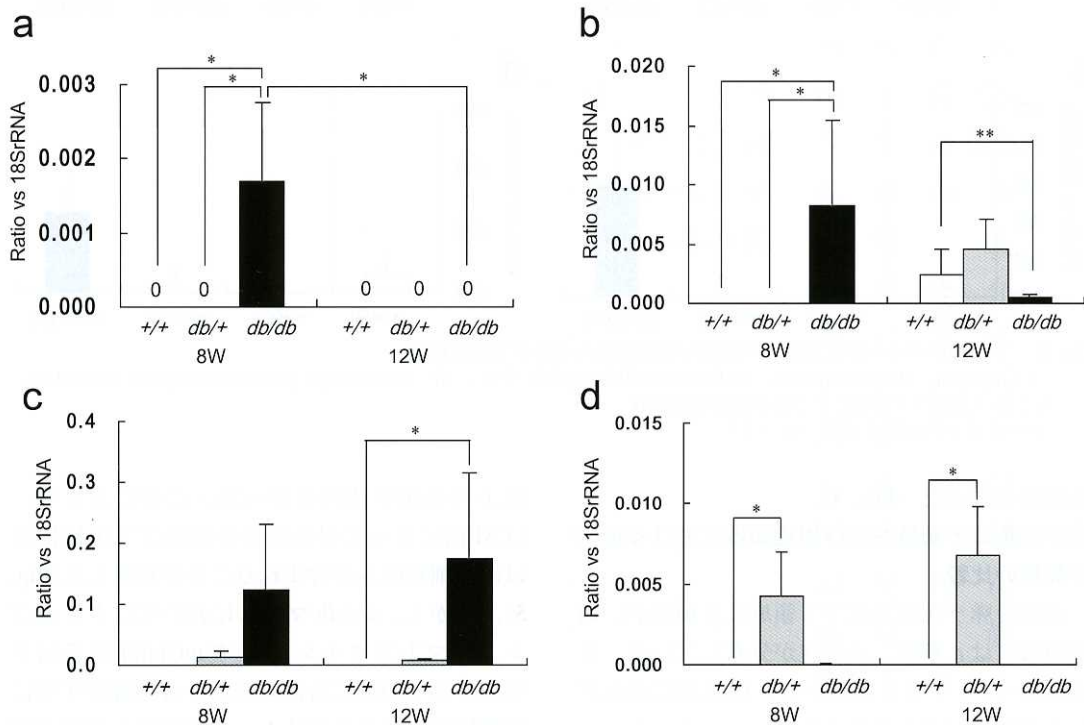 a
Ratio vs 18SrRNA
0.003
0.002
0.001
0.000
*
*
*
0 0 0 0 0
+/+ db/+ db/db +/+ db/+ db/db
8W 12W
b
Ratio vs 18SrRNA
0.020
0.015
0.010
0.005
0.000
*
*
**
+/+ db/+ db/db +/+ db/+ db/db
8W 12W
c
Ratio vs 18SrRNA
0.4
0.3
0.2
0.1
0.0
*
+/+ db/+ db/db +/+ db/+ db/db
8W 12W
d
Ratio vs 18SrRNA
0.015
0.010
0.005
0.000
*
*
+/+ db/+ db/db +/+ db/+ db/db
8W 12W